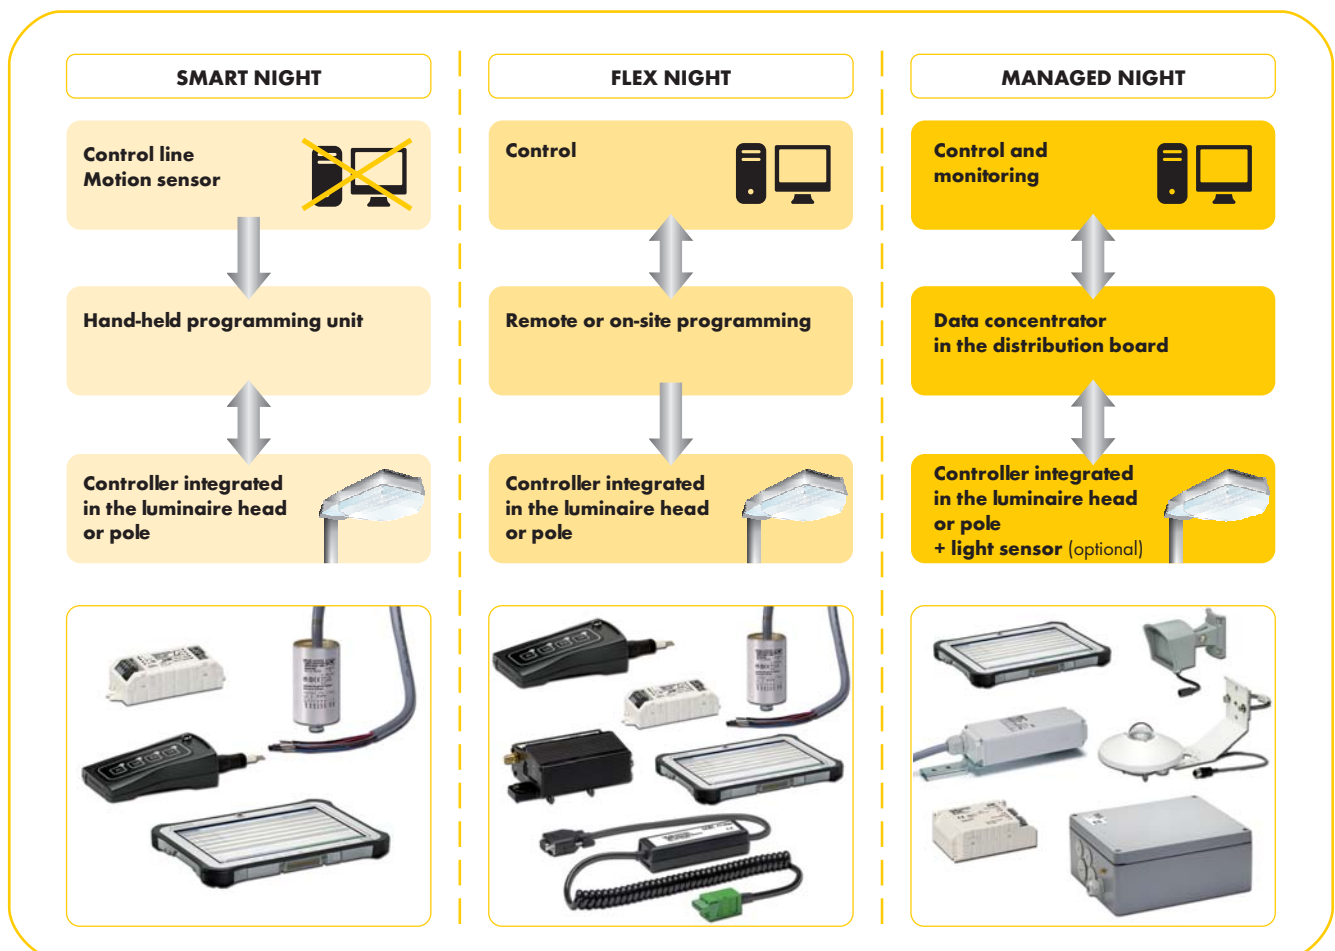 SMART NIGHT
Control line
Motion sensor
Hand-held programming unit
Controller integrated
in the luminaire head
or pole
FLEX NIGHT
Control
Remote or on-site programming
Controller integrated
in the luminaire head
or pole
MANAGED NIGHT
Control and
monitoring
Data concentrator
in the distribution board
Controller integrated
in the luminaire head
or pole
+ light sensor (optional)